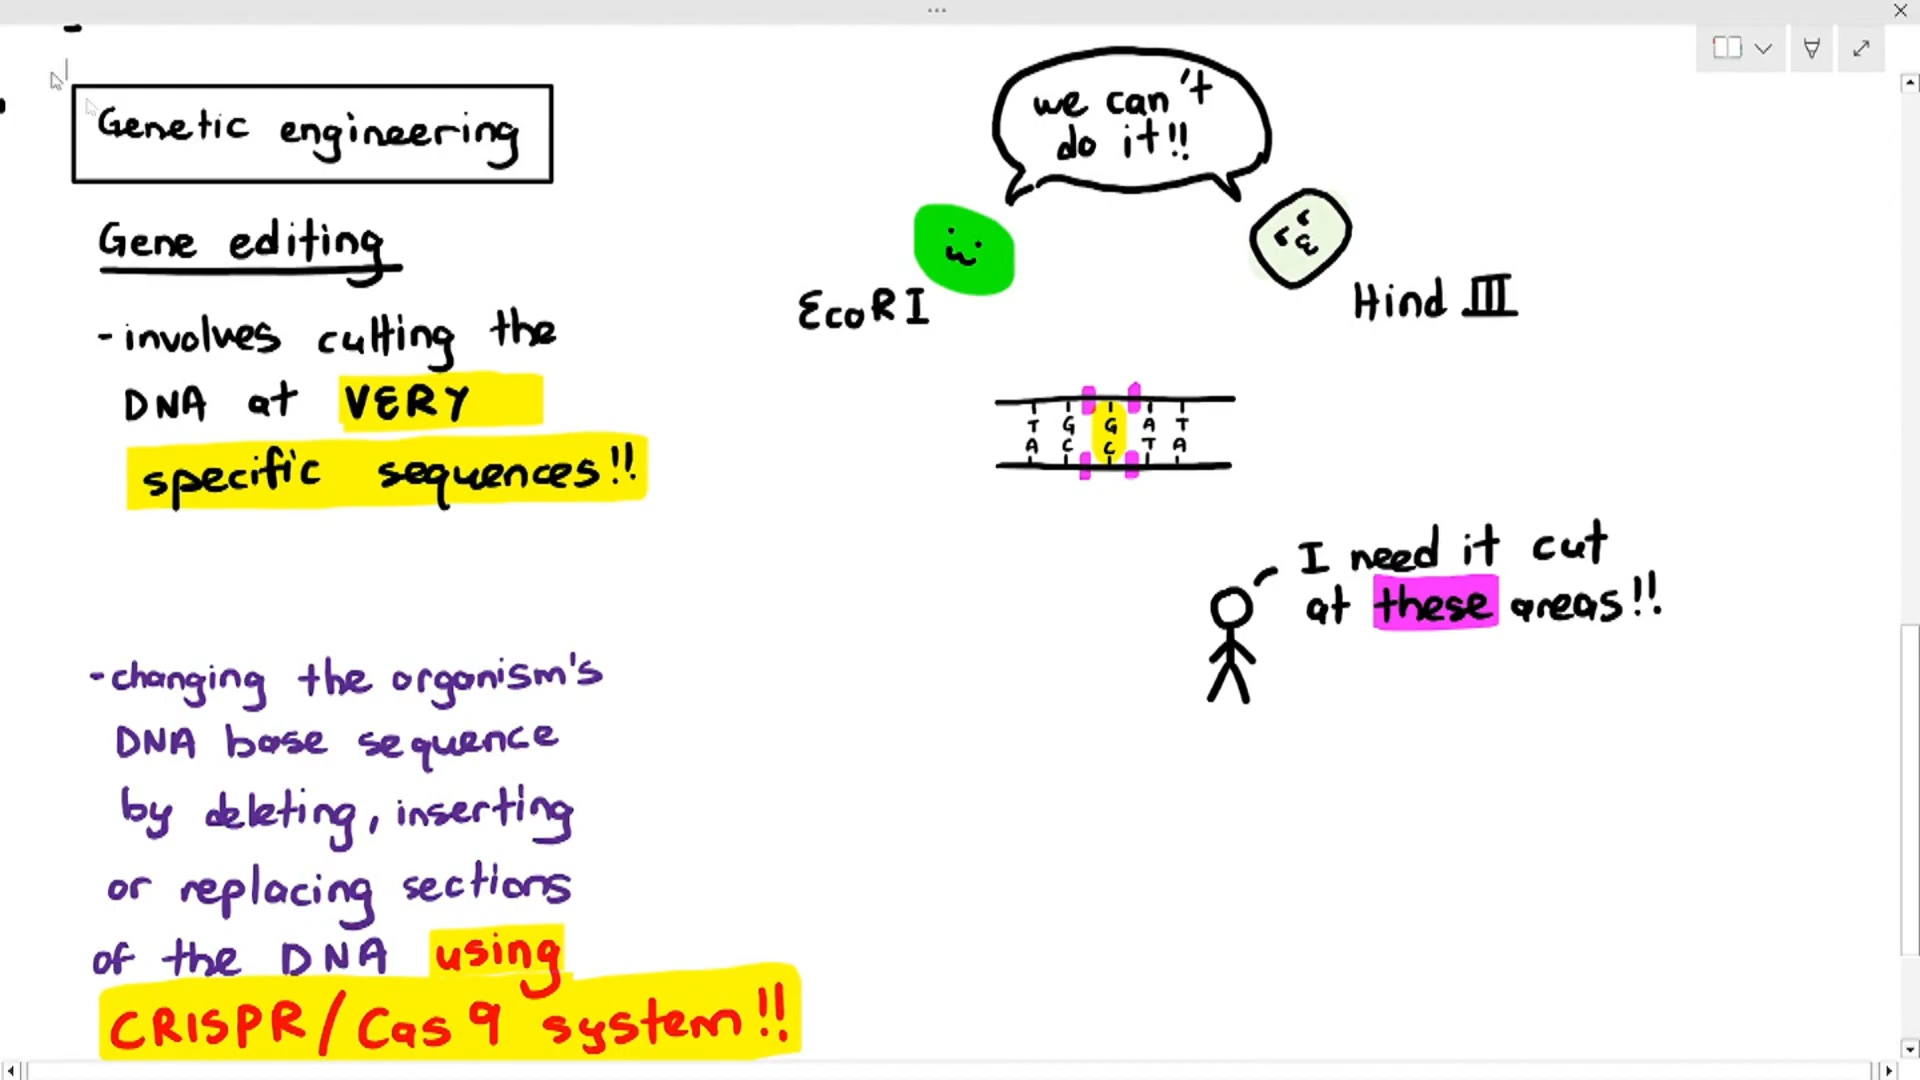 Genetic engineering
Gene editing
- involves cutting the
DNA at VERY
specific sequences!!
- changing the organism's
DNA base sequence
by deleting, inserting
or replacing sections
of the DNA using
CRISPR/Cas9 system!!
we can't
do it!!
EcoRI
Hind III
T G G A T
A C C T A
I need it cut
at these areas!!